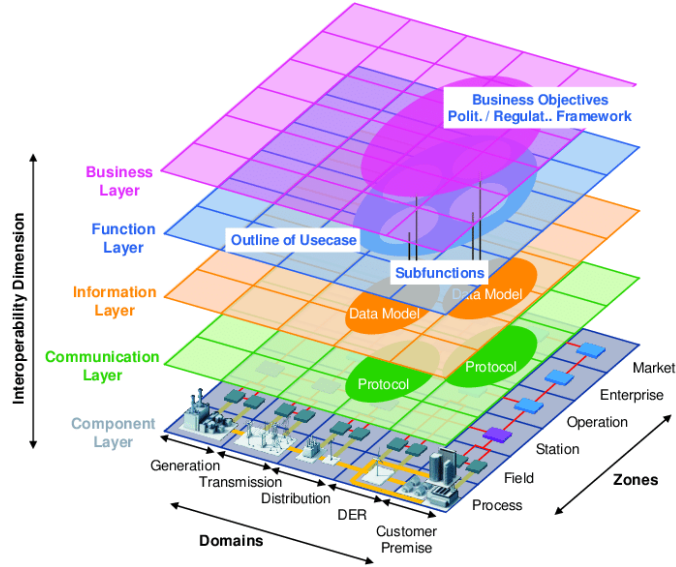 Business Objectives
Polit. / Regulat.. Framework
Business
Layer
Function
Layer
Outline of Usecase
Subfunctions
Information
Layer
Data Model
Data Model
Communication
Layer
Protocol
Protocol
Component
Layer
Interoperability Dimension
Market
Enterprise
Operation
Station
Field
Process
Zones
Generation
Transmission
Distribution
DER
Customer
Premise
Domains